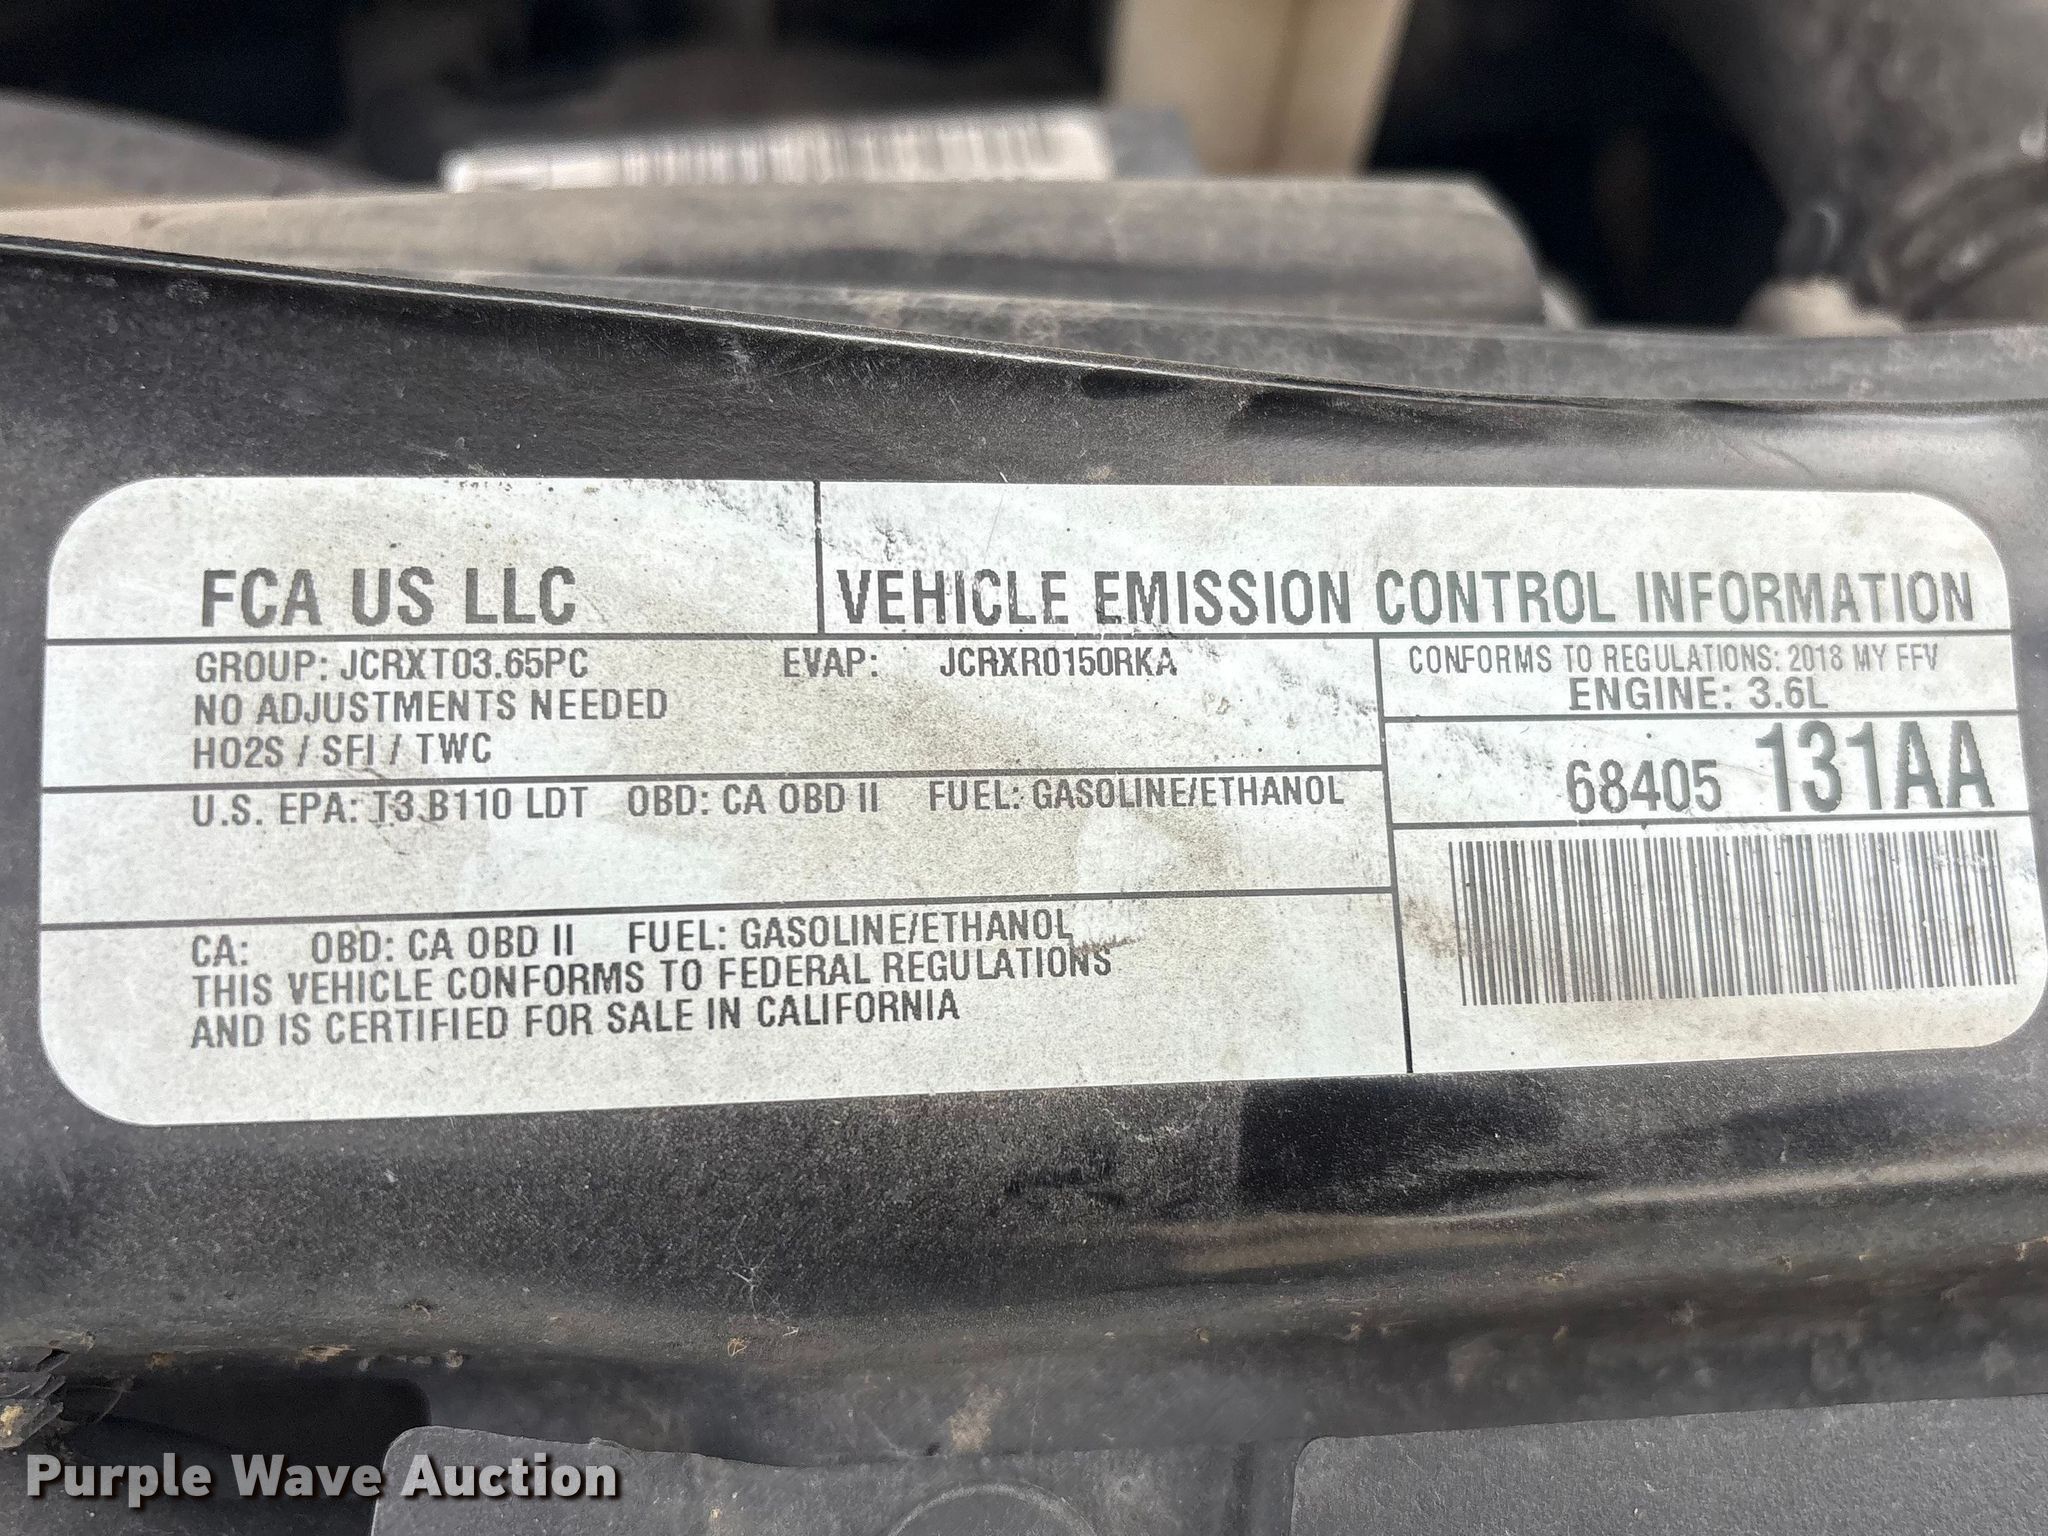 FCA US LLC
VEHICLE EMISSION CONTROL INFORMATION
GROUP: JCRXT03.65PC EVAP: JCRXR0150RKA
NO ADJUSTMENTS NEEDED
HO2S / SFI / TWC
CONFORMS TO REGULATIONS: 2018 MY FFV
ENGINE: 3.6L
68405 131AA
U.S. EPA: T3 B110 LDT OBD: CA OBD II FUEL: GASOLINE/ETHANOL
CA: OBD: CA OBD II FUEL: GASOLINE/ETHANOL
THIS VEHICLE CONFORMS TO FEDERAL REGULATIONS
AND IS CERTIFIED FOR SALE IN CALIFORNIA
Purple Wave Auction